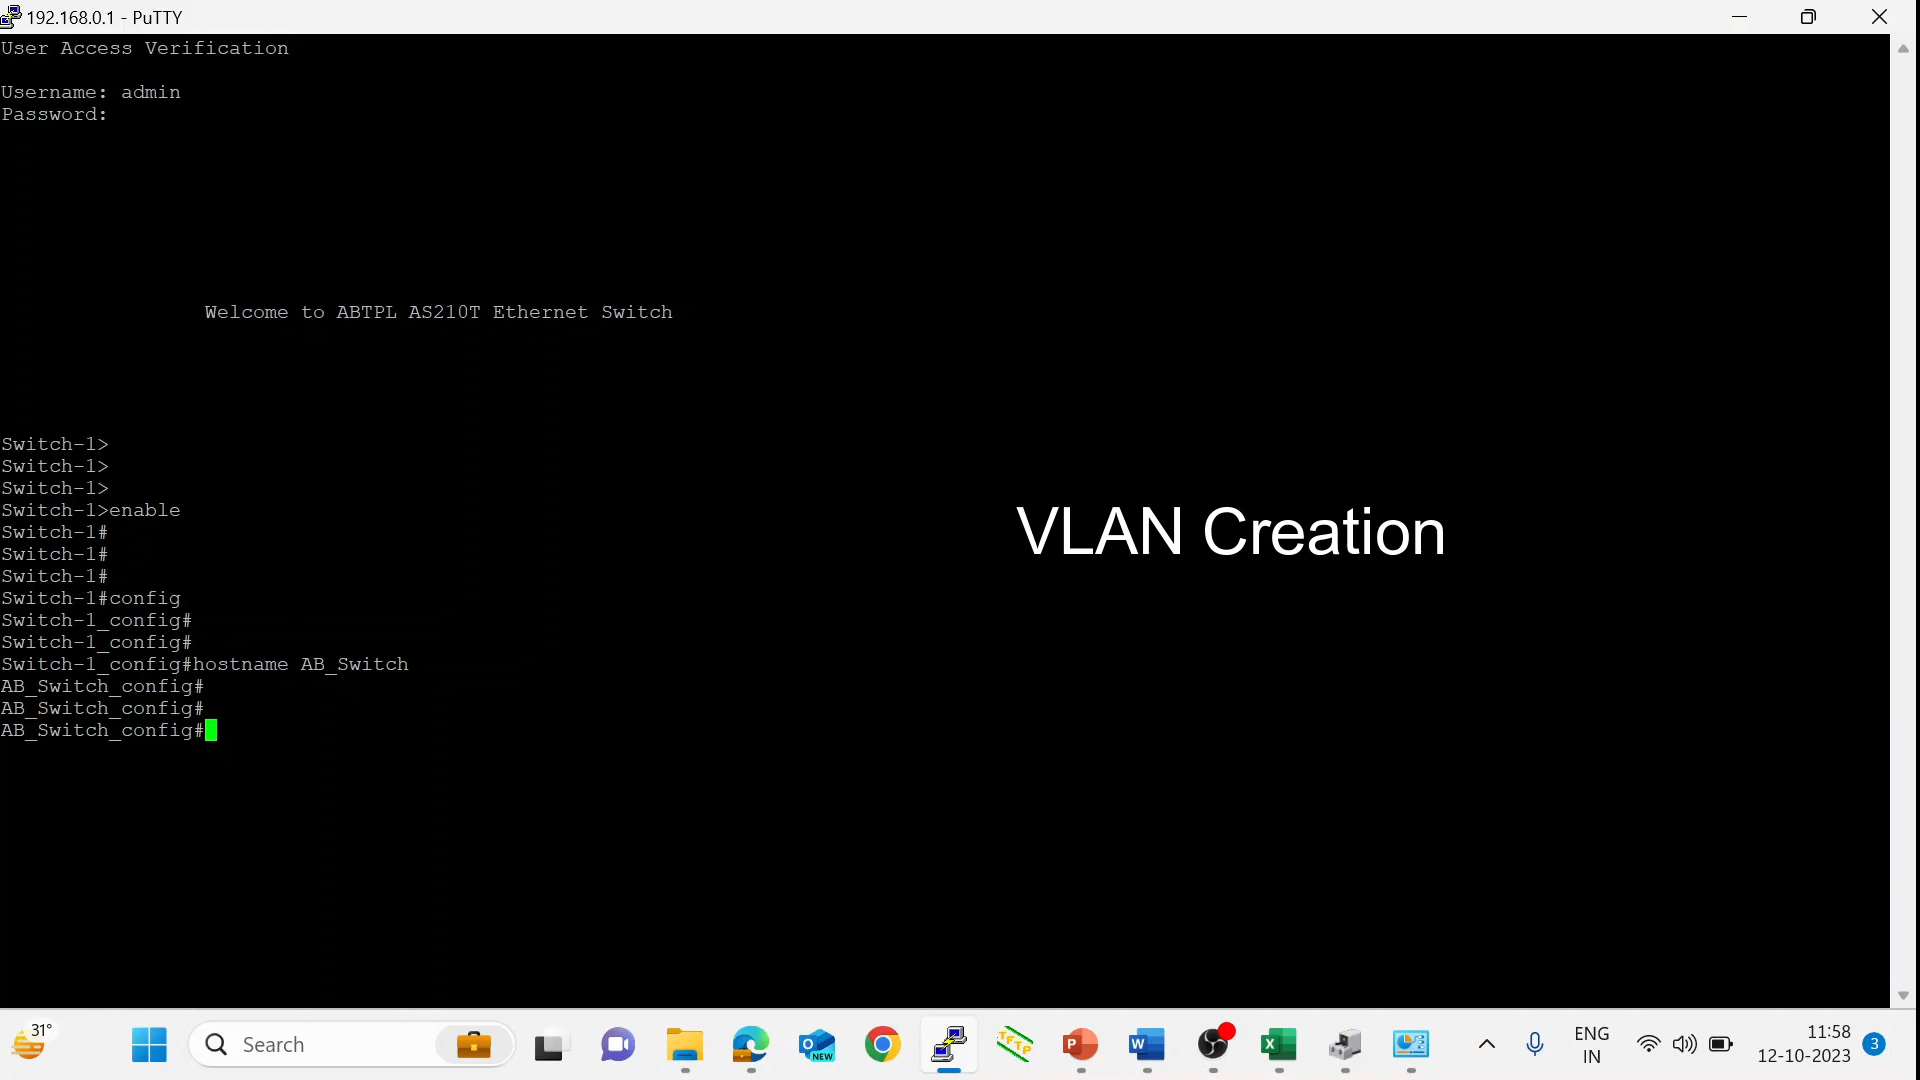 192.168.0.1 - PuTTY
User Access Verification
Username: admin
Password:
Welcome to ABTPL AS210T Ethernet Switch
Switch-1>
Switch-1>
Switch-1>
Switch-1>enable
Switch-1#
Switch-1#
Switch-1#
Switch-1#config
Switch-1_config#
Switch-1_config#
Switch-1_config#hostname AB_Switch
AB_Switch_config#
AB_Switch_config#
AB_Switch_config#
VLAN Creation
31°
Search
NEW
TFTP
ENG
IN
11:58
12-10-2023
3